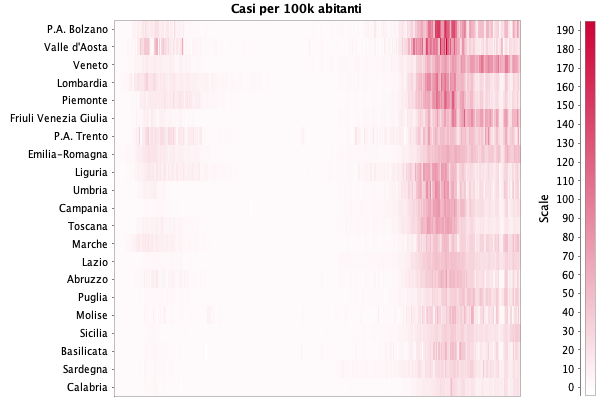 Casi per 100k abitanti
P.A. Bolzano
Valle d'Aosta
Veneto
Lombardia
Piemonte
Friuli Venezia Giulia
P.A. Trento
Emilia-Romagna
Liguria
Umbria
Campania
Toscana
Marche
Lazio
Abruzzo
Puglia
Molise
Sicilia
Basilicata
Sardegna
Calabria
Scale
190
180
170
160
150
140
130
120
110
100
90
80
70
60
50
40
30
20
10
0